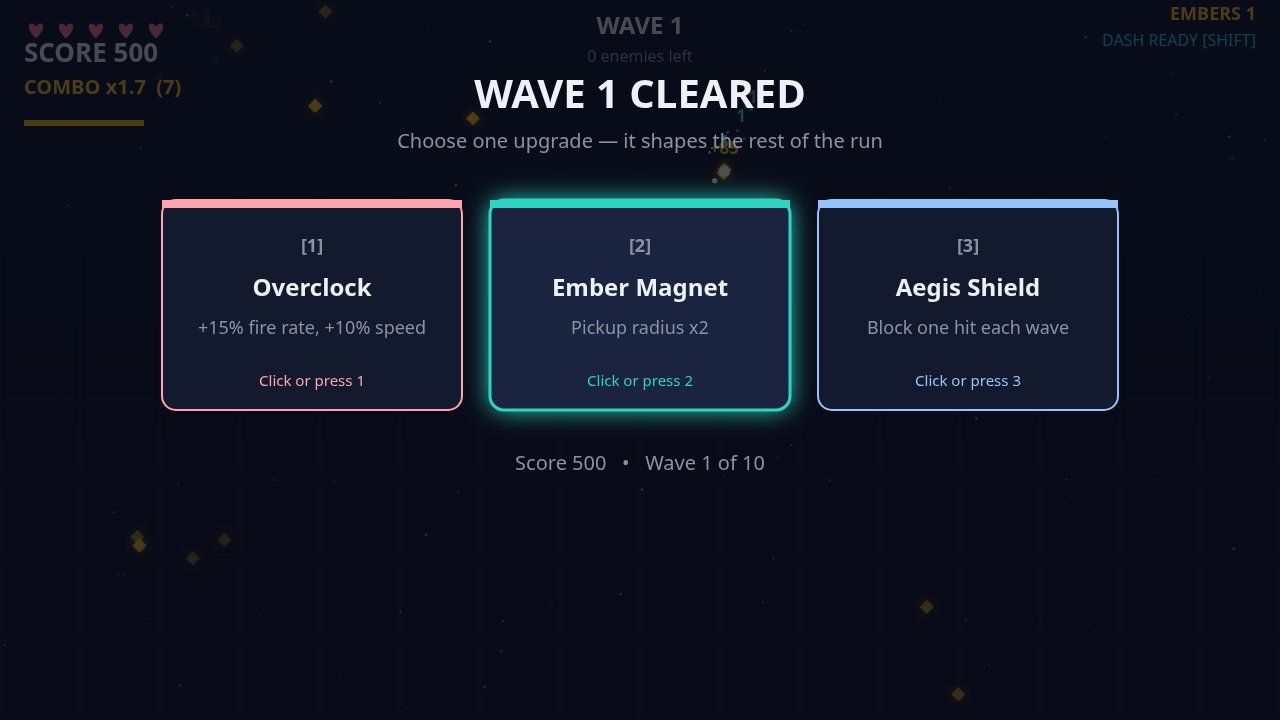 SCORE 500
COMBO x1.7 (7)
WAVE 1
0 enemies left
EMBERS 1
DASH READY [SHIFT]
WAVE 1 CLEARED
1
Choose one upgrade — it shapes the rest of the run
+85
[1]
Overclock
+15% fire rate, +10% speed
Click or press 1
[2]
Ember Magnet
Pickup radius x2
Click or press 2
[3]
Aegis Shield
Block one hit each wave
Click or press 3
Score 500 • Wave 1 of 10